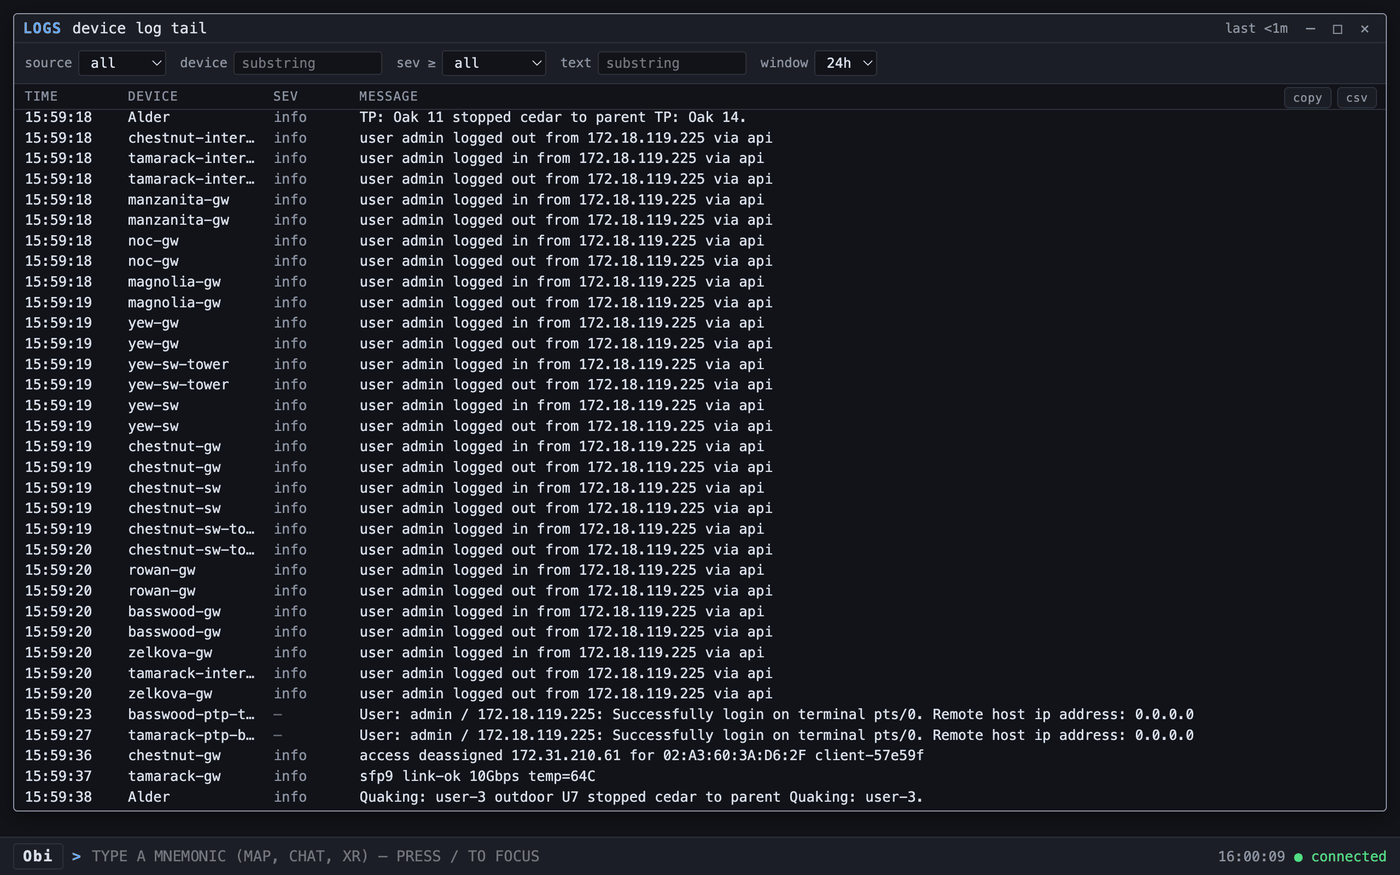 LOGS device log tail last <1m — □ ×
source all device substring sev ≥ all text substring window 24h
TIME DEVICE SEV MESSAGE copy csv
15:59:18 Alder info TP: Oak 11 stopped cedar to parent TP: Oak 14.
15:59:18 chestnut-inter… info user admin logged out from 172.18.119.225 via api
15:59:18 tamarack-inter… info user admin logged in from 172.18.119.225 via api
15:59:18 tamarack-inter… info user admin logged out from 172.18.119.225 via api
15:59:18 manzanita-gw info user admin logged in from 172.18.119.225 via api
15:59:18 manzanita-gw info user admin logged out from 172.18.119.225 via api
15:59:18 noc-gw info user admin logged in from 172.18.119.225 via api
15:59:18 noc-gw info user admin logged out from 172.18.119.225 via api
15:59:18 magnolia-gw info user admin logged in from 172.18.119.225 via api
15:59:19 magnolia-gw info user admin logged out from 172.18.119.225 via api
15:59:19 yew-gw info user admin logged in from 172.18.119.225 via api
15:59:19 yew-gw info user admin logged out from 172.18.119.225 via api
15:59:19 yew-sw-tower info user admin logged in from 172.18.119.225 via api
15:59:19 yew-sw-tower info user admin logged out from 172.18.119.225 via api
15:59:19 yew-sw info user admin logged in from 172.18.119.225 via api
15:59:19 yew-sw info user admin logged out from 172.18.119.225 via api
15:59:19 chestnut-gw info user admin logged in from 172.18.119.225 via api
15:59:19 chestnut-gw info user admin logged out from 172.18.119.225 via api
15:59:19 chestnut-sw info user admin logged in from 172.18.119.225 via api
15:59:19 chestnut-sw info user admin logged out from 172.18.119.225 via api
15:59:19 chestnut-sw-to… info user admin logged in from 172.18.119.225 via api
15:59:20 chestnut-sw-to… info user admin logged out from 172.18.119.225 via api
15:59:20 rowan-gw info user admin logged in from 172.18.119.225 via api
15:59:20 rowan-gw info user admin logged out from 172.18.119.225 via api
15:59:20 basswood-gw info user admin logged in from 172.18.119.225 via api
15:59:20 basswood-gw info user admin logged out from 172.18.119.225 via api
15:59:20 zelkova-gw info user admin logged in from 172.18.119.225 via api
15:59:20 tamarack-inter… info user admin logged out from 172.18.119.225 via api
15:59:20 zelkova-gw info user admin logged out from 172.18.119.225 via api
15:59:23 basswood-ptp-t… — User: admin / 172.18.119.225: Successfully login on terminal pts/0. Remote host ip address: 0.0.0.0
15:59:27 tamarack-ptp-b… — User: admin / 172.18.119.225: Successfully login on terminal pts/0. Remote host ip address: 0.0.0.0
15:59:36 chestnut-gw info access deassigned 172.31.210.61 for 02:A3:60:3A:D6:2F client-57e59f
15:59:37 tamarack-gw info sfp9 link-ok 10Gbps temp=64C
15:59:38 Alder info Quaking: user-3 outdoor U7 stopped cedar to parent Quaking: user-3.
Obi > TYPE A MNEMONIC (MAP, CHAT, XR) — PRESS / TO FOCUS 16:00:09 ● connected